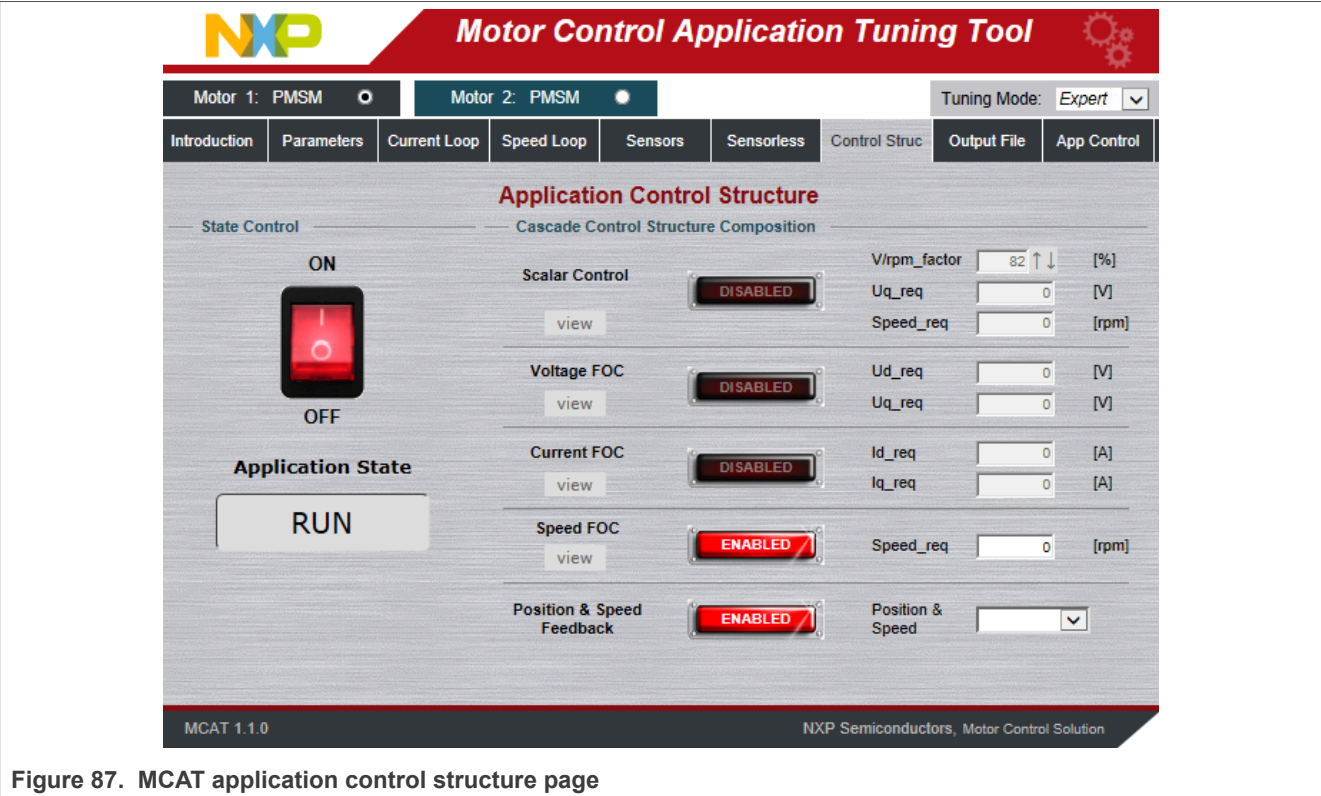 NXP
Motor Control Application Tuning Tool
Motor 1: PMSM
Motor 2: PMSM
Tuning Mode: Expert
Introduction Parameters Current Loop Speed Loop Sensors Sensorless Control Struc Output File App Control
Application Control Structure
State Control
Cascade Control Structure Composition
ON
OFF
Application State
RUN
Scalar Control
DISABLED
view
V/rpm_factor 82 ↑↓ [%]
Uq_req 0 [V]
Speed_req 0 [rpm]
Voltage FOC
DISABLED
view
Ud_req 0 [V]
Uq_req 0 [V]
Current FOC
DISABLED
view
Id_req 0 [A]
Iq_req 0 [A]
Speed FOC
ENABLED
view
Speed_req 0 [rpm]
Position & Speed
Feedback
ENABLED
Position &
Speed
MCAT 1.1.0
NXP Semiconductors, Motor Control Solution
Figure 87. MCAT application control structure page